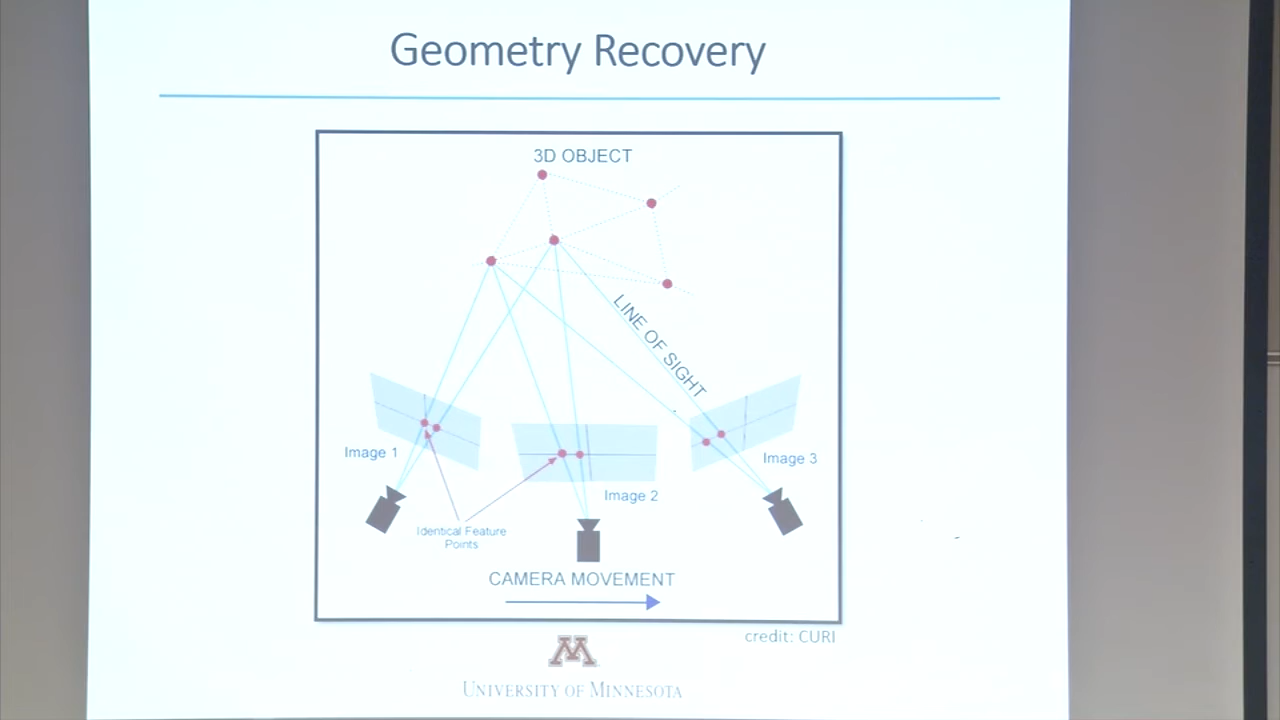 Geometry Recovery
3D OBJECT
LINE OF SIGHT
Image 1
Image 2
Image 3
Identical Feature
Points
CAMERA MOVEMENT
credit: CURI
M
UNIVERSITY OF MINNESOTA